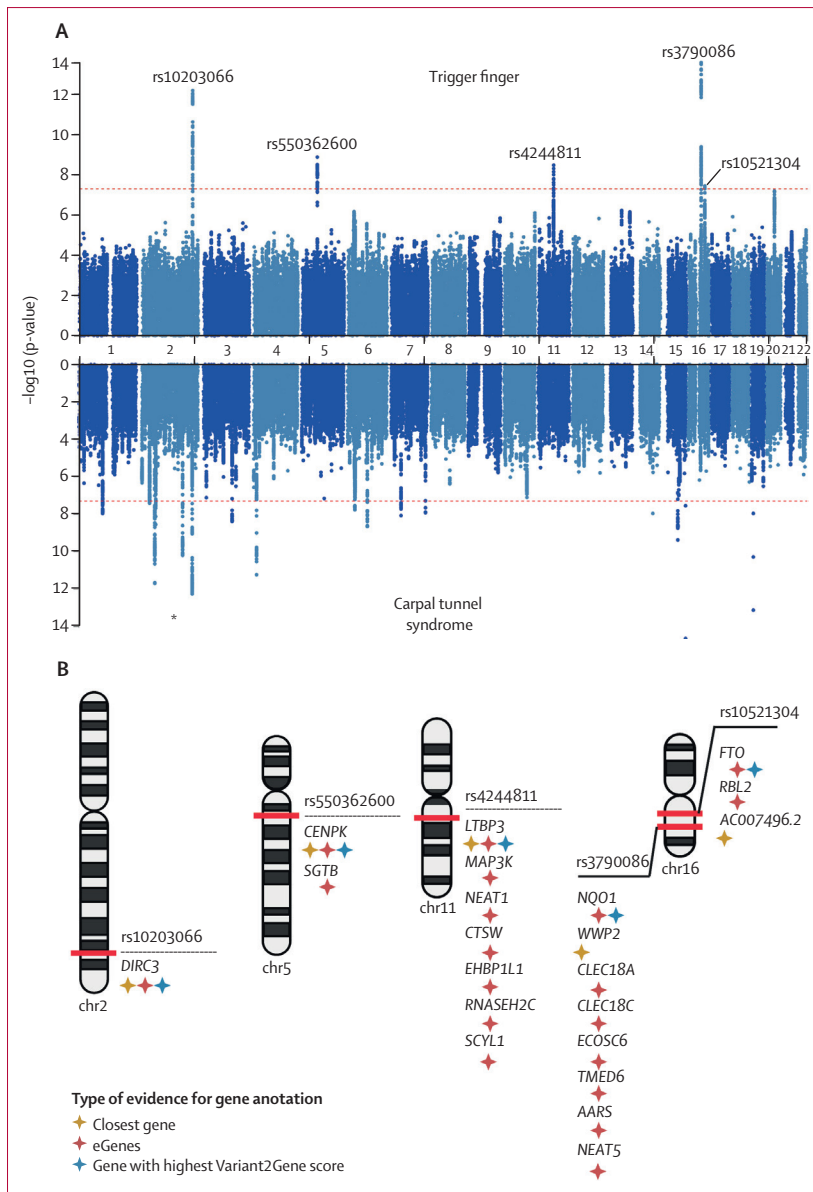 A
Trigger finger
rs10203066
rs550362600
rs4244811
rs3790086
rs10521304
14
12
10
8
6
4
2
0
–log10 (p-value)
1 2 3 4 5 6 7 8 9 10 11 12 13 14 15 16 17 18 19 20 21 22
0
2
4
6
8
10
12
14
*
Carpal tunnel
syndrome
B
rs10203066
DIRC3
chr2
rs550362600
CENPK
SGTB
chr5
rs4244811
LTBP3
MAP3K
NEAT1
CTSW
EHBP1L1
RNASEH2C
SCYL1
chr11
rs3790086
NQO1
WWP2
CLEC18A
CLEC18C
ECOSC6
TMED6
AARS
NEAT5
rs10521304
FTO
RBL2
AC007496.2
chr16
Type of evidence for gene anotation
Closest gene
eGenes
Gene with highest Variant2Gene score